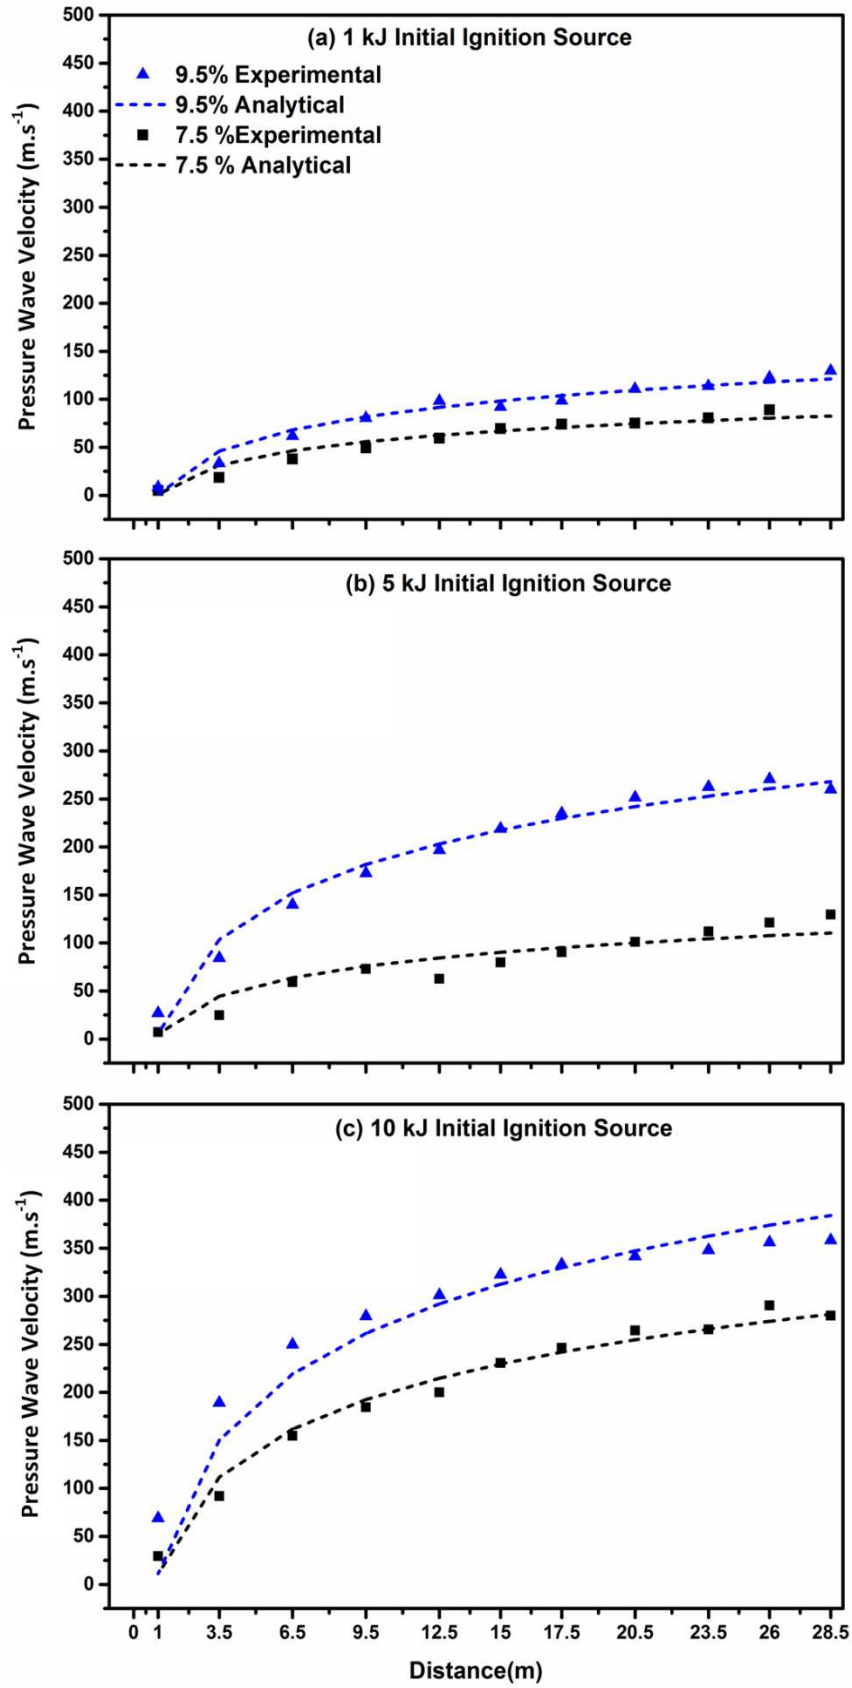 (a) 1 kJ Initial Ignition Source
9.5% Experimental
9.5% Analytical
7.5 %Experimental
7.5 % Analytical
Pressure Wave Velocity (m.s⁻¹)
500
450
400
350
300
250
200
150
100
50
0
(b) 5 kJ Initial Ignition Source
Pressure Wave Velocity (m.s⁻¹)
500
450
400
350
300
250
200
150
100
50
0
(c) 10 kJ Initial Ignition Source
Pressure Wave Velocity (m.s⁻¹)
500
450
400
350
300
250
200
150
100
50
0
0 1 3.5 6.5 9.5 12.5 15 17.5 20.5 23.5 26 28.5
Distance(m)